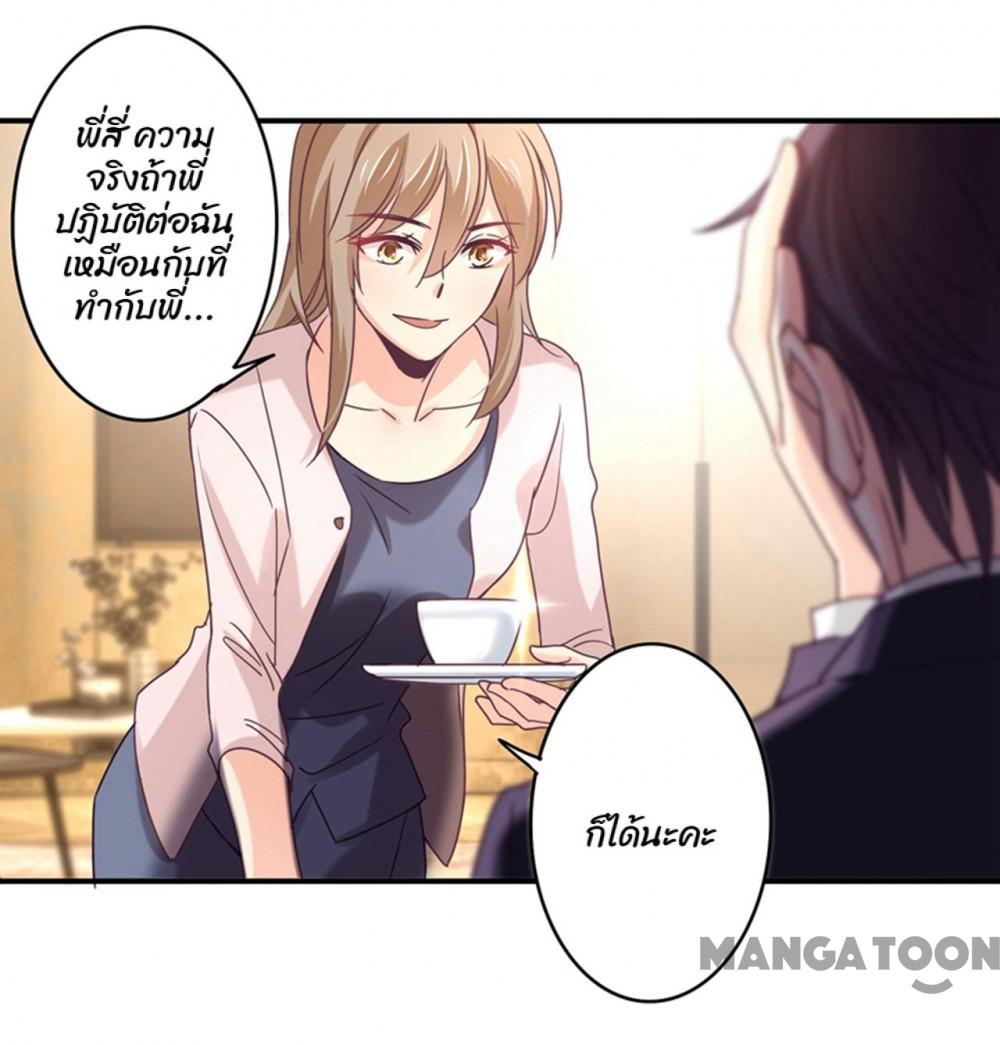 พี่สี่ ความ
จริงถ้าพี่
ปฏิบัติต่อฉัน
เหมือนกับที่
ทำกับพี่...
ก็ได้นะคะ
MANGATOON